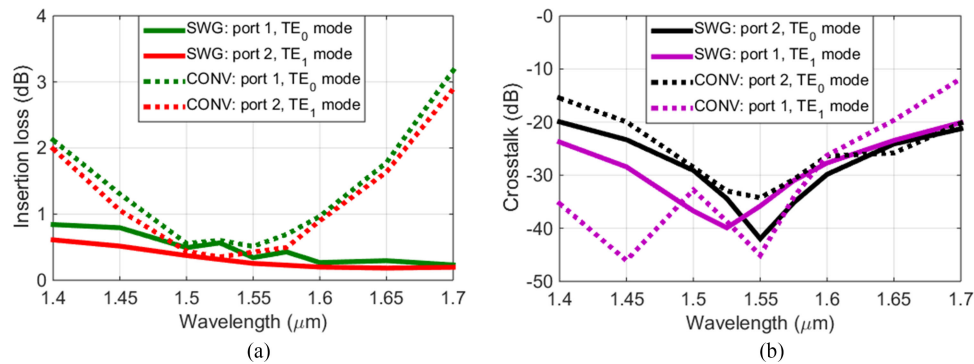 4
3
2
1
0
Insertion loss (dB)
SWG: port 1, TE0 mode
SWG: port 2, TE1 mode
CONV: port 1, TE0 mode
CONV: port 2, TE1 mode
1.4 1.45 1.5 1.55 1.6 1.65 1.7
Wavelength (μm)
(a)
-0
-10
-20
-30
-40
-50
Crosstalk (dB)
SWG: port 2, TE0 mode
SWG: port 1, TE1 mode
CONV: port 2, TE0 mode
CONV: port 1, TE1 mode
1.4 1.45 1.5 1.55 1.6 1.65 1.7
Wavelength (μm)
(b)